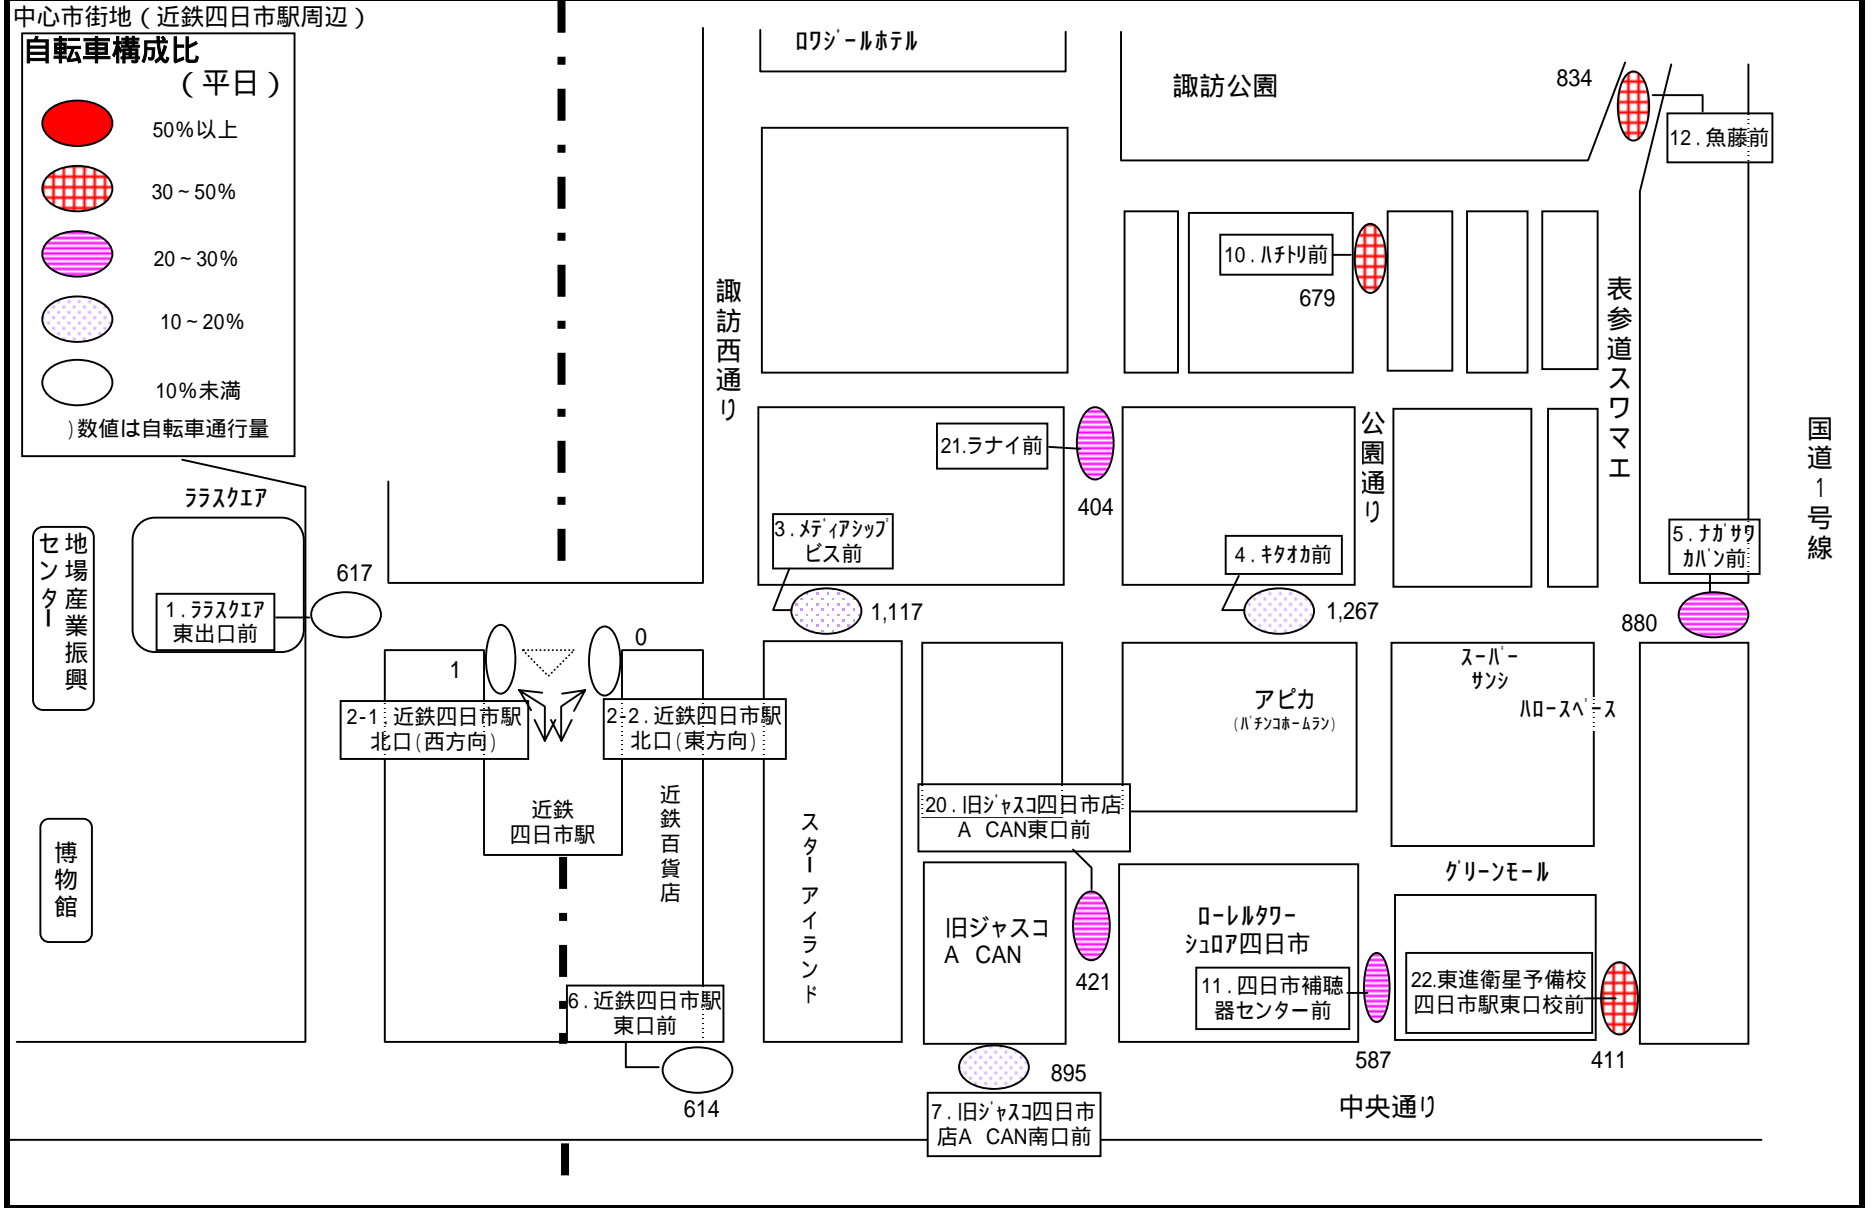 中心市街地（近鉄四日市駅周辺）
自転車構成比
（平日）
50%以上
30~50%
20~30%
10~20%
10%未満
)数値は自転車通行量
ﾛﾜｼﾞｰﾙﾎﾃﾙ
諏訪公園
834
12.魚藤前
10.ﾊﾁﾄﾘ前
679
諏訪西通り
表参道スワマエ
国道1号線
21.ラナイ前
404
公園通り
ﾗﾗｽｸｴｱ
地場産業振興
センター
617
1.ﾗﾗｽｸｴｱ
東出口前
3.ﾒﾃﾞｨｱｼｯﾌﾟ
ビス前
1,117
4.ｷﾀｵｶ前
1,267
5.ﾅｶﾞｻﾜ
ｶﾊﾞﾝ前
880
1
0
2-1.近鉄四日市駅
北口(西方向)
2-2.近鉄四日市駅
北口(東方向)
近鉄
四日市駅
近鉄百貨店
スターアイランド
アピカ
(ﾊﾟﾁﾝｺﾎｰﾑﾗﾝ)
ｽｰﾊﾟｰ
ｻﾝｼ
ﾊﾛｰｽﾍﾟｰｽ
20.旧ｼﾞｬｽｺ四日市店
A CAN東口前
博物館
旧ジャスコ
A CAN
421
ﾛｰﾚﾙﾀﾜｰ
ｼｭﾛｱ四日市
ｸﾞﾘｰﾝﾓｰﾙ
11.四日市補聴
器センター前
587
22.東進衛星予備校
四日市駅東口校前
411
6.近鉄四日市駅
東口前
614
895
7.旧ｼﾞｬｽｺ四日市
店A CAN南口前
中央通り